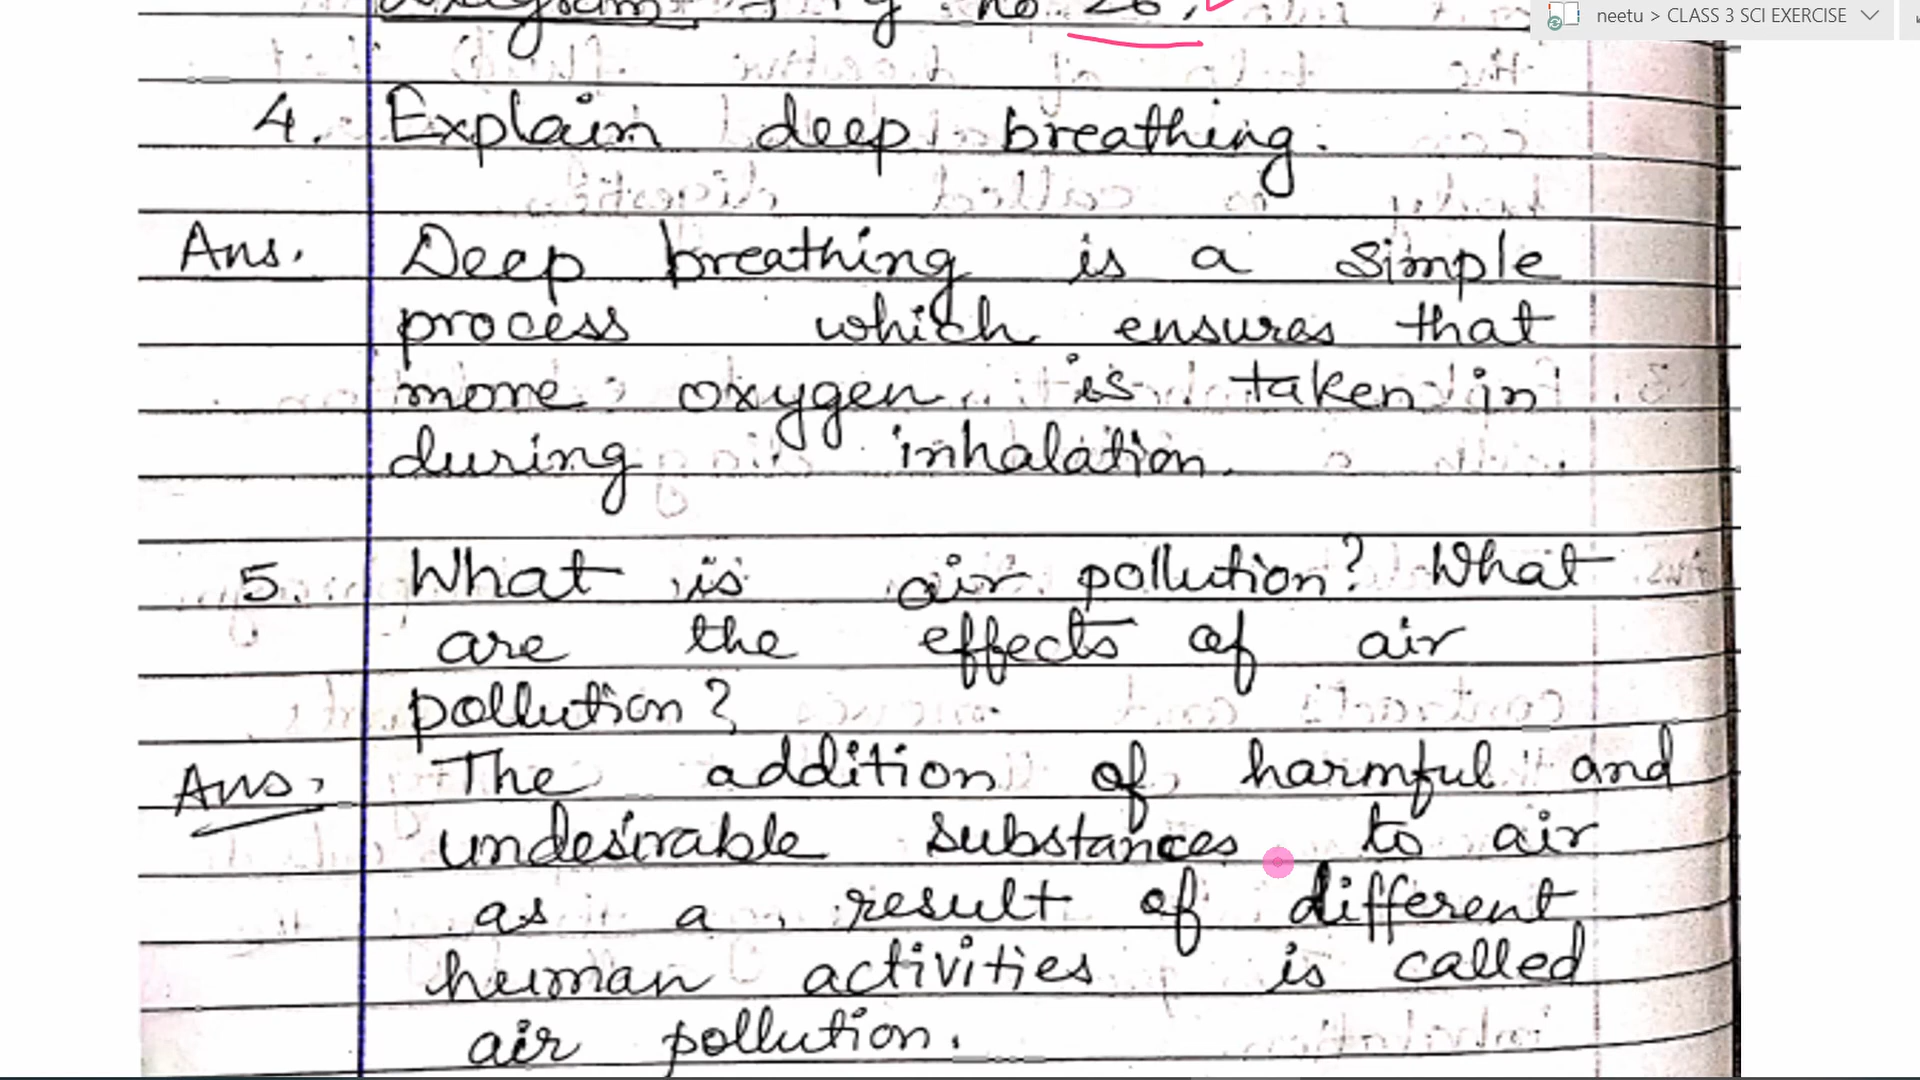 neetu > CLASS 3 SCI EXERCISE
no 26,
4. Explain deep breathing.
Ans. Deep breathing is a simple
process which ensures that
more oxygen is taken in
during inhalation.
5. What is air pollution? What
are the effects of air
pollution?
Ans. The addition of harmful and
undesirable substances to air
as a result of different
human activities is called
air pollution.